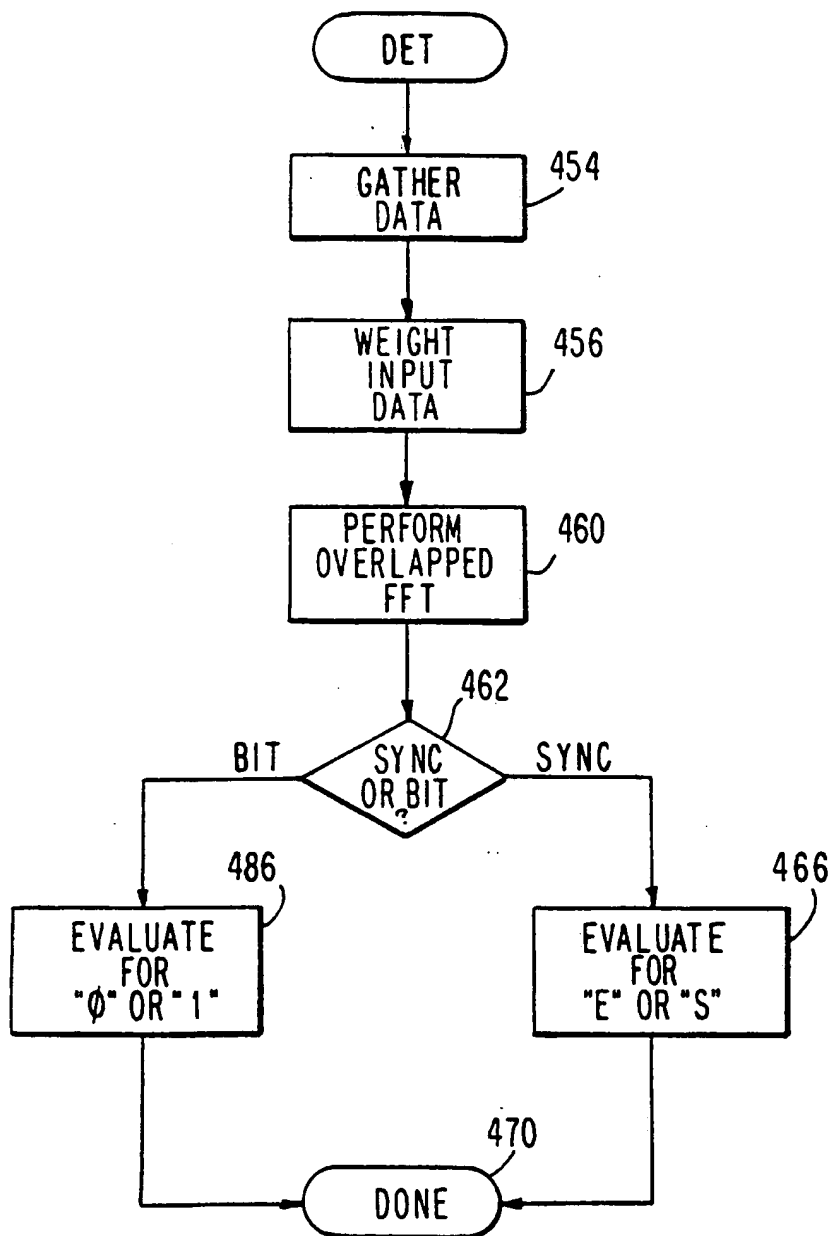 DET
GATHER
DATA
454
WEIGHT
INPUT
DATA
456
PERFORM
OVERLAPPED
FFT
460
462
BIT
SYNC
OR BIT
?
SYNC
486
EVALUATE
FOR
"Ø" OR "1"
466
EVALUATE
FOR
"E" OR "S"
470
DONE